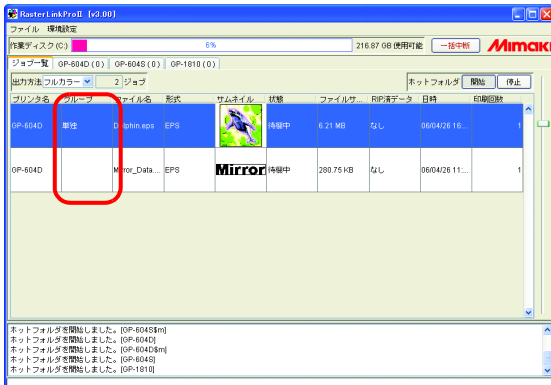 RasterLinkProII [v3.00]
ファイル 環境設定
作業ディスク(C:) 6% 216.87 GB 使用可能 一括中断 Mimaki
ジョブ一覧 GP-604D ( 0 ) GP-604S ( 0 ) GP-1810 ( 0 )
出力方法 フルカラー 2 ジョブ ホットフォルダ 開始 停止
プリンタ名 グループ ファイル名 形式 サムネイル 状態 ファイルサ... RIP済データ 日時 印刷回数
GP-604D 単独 Dolphin.eps EPS 待機中 6.21 MB なし 06/04/26 16:... 1
GP-604D Mirror_Data.... EPS Mirror 待機中 280.75 KB なし 06/04/26 11:... 1
ホットフォルダを開始しました。[GP-604S$m]
ホットフォルダを開始しました。[GP-604D]
ホットフォルダを開始しました。[GP-604D$m]
ホットフォルダを開始しました。[GP-604S]
ホットフォルダを開始しました。[GP-1810]